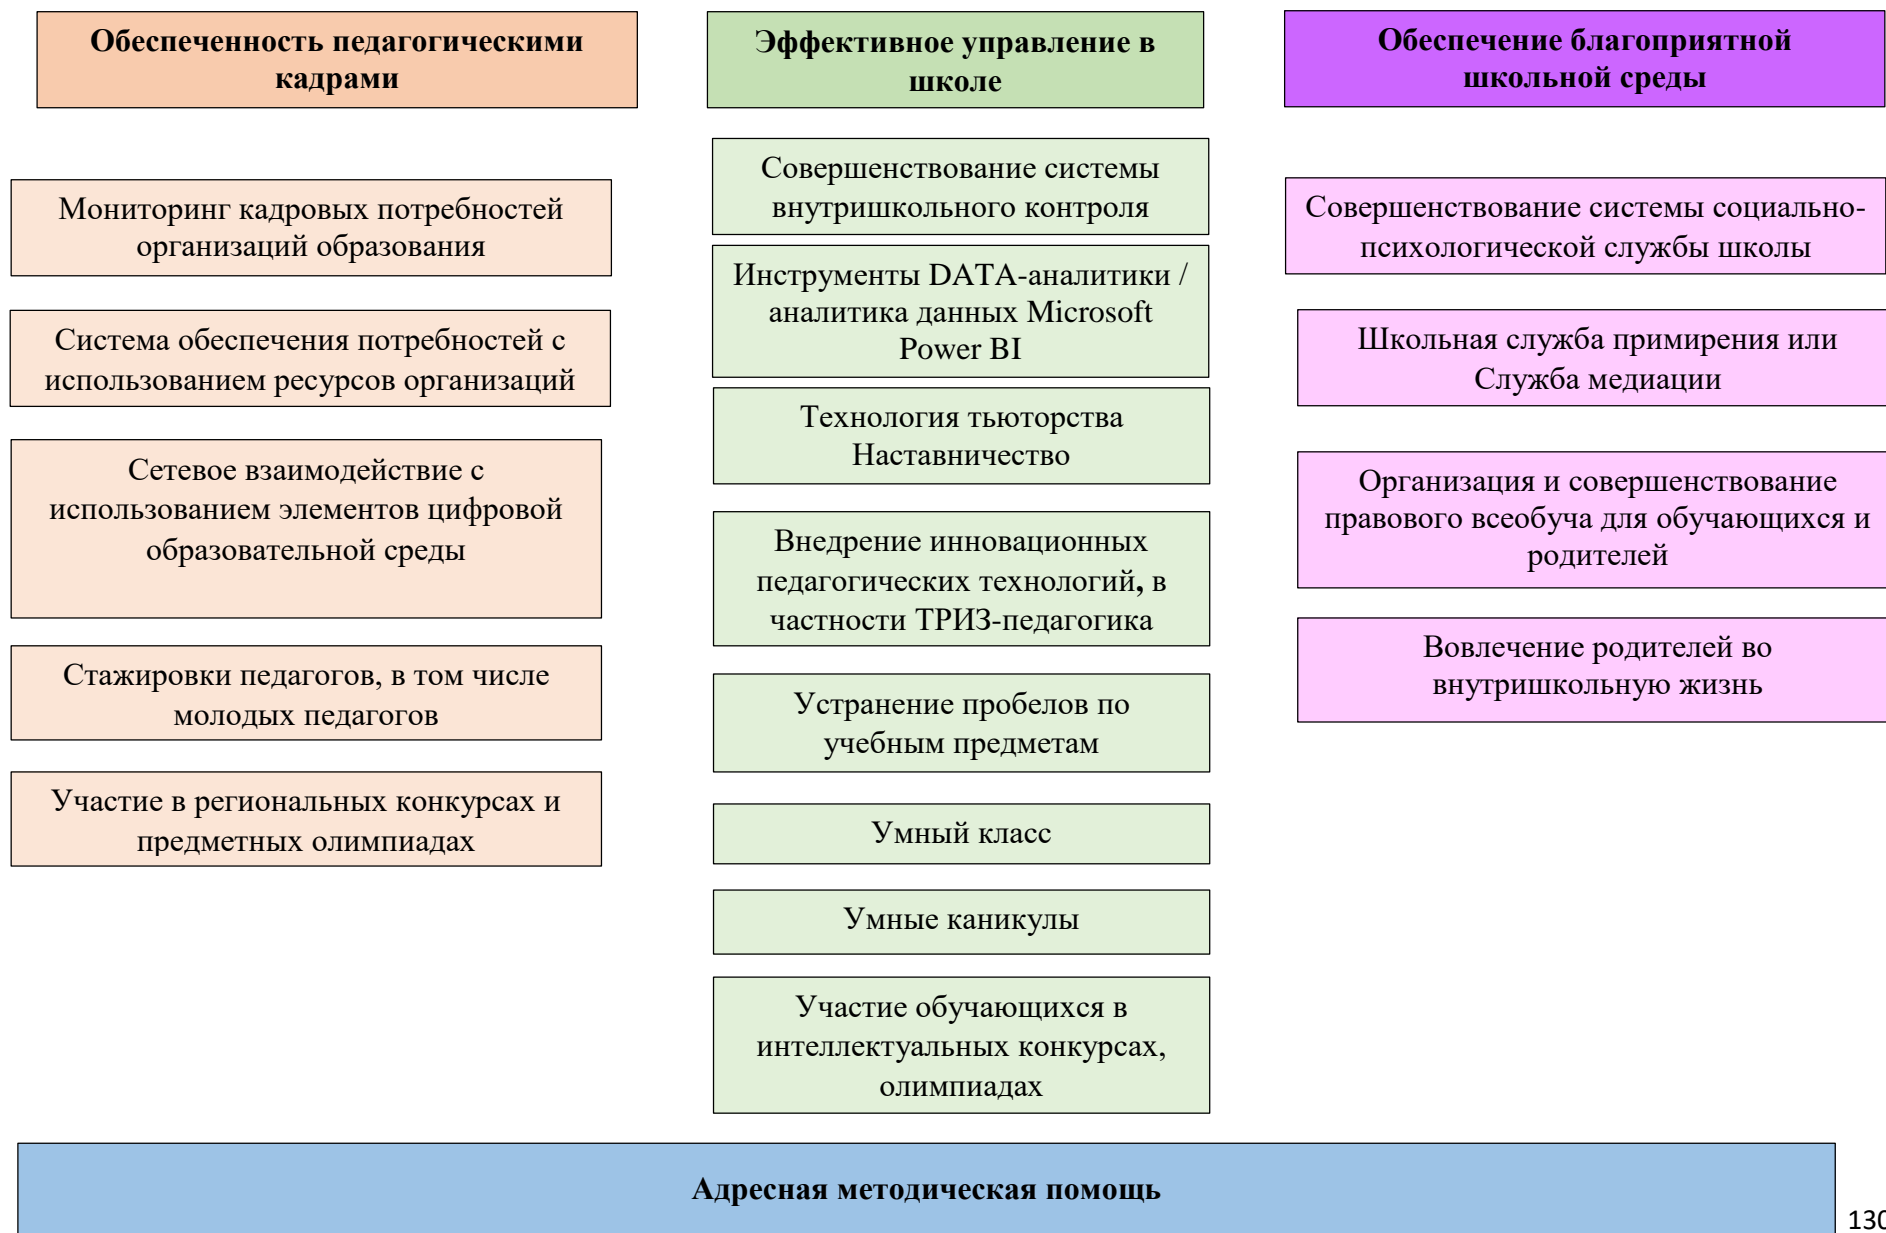 Обеспеченность педагогическими
кадрами
Мониторинг кадровых потребностей
организаций образования
Система обеспечения потребностей с
использованием ресурсов организаций
Сетевое взаимодействие с
использованием элементов цифровой
образовательной среды
Стажировки педагогов, в том числе
молодых педагогов
Участие в региональных конкурсах и
предметных олимпиадах
Эффективное управление в
школе
Совершенствование системы
внутришкольного контроля
Инструменты DATA-аналитики /
аналитика данных Microsoft
Power BI
Технология тьюторства
Наставничество
Внедрение инновационных
педагогических технологий, в
частности ТРИЗ-педагогика
Устранение пробелов по
учебным предметам
Умный класс
Умные каникулы
Участие обучающихся в
интеллектуальных конкурсах,
олимпиадах
Обеспечение благоприятной
школьной среды
Совершенствование системы социально-
психологической службы школы
Школьная служба примирения или
Служба медиации
Организация и совершенствование
правового всеобуча для обучающихся и
родителей
Вовлечение родителей во
внутришкольную жизнь
Адресная методическая помощь
130